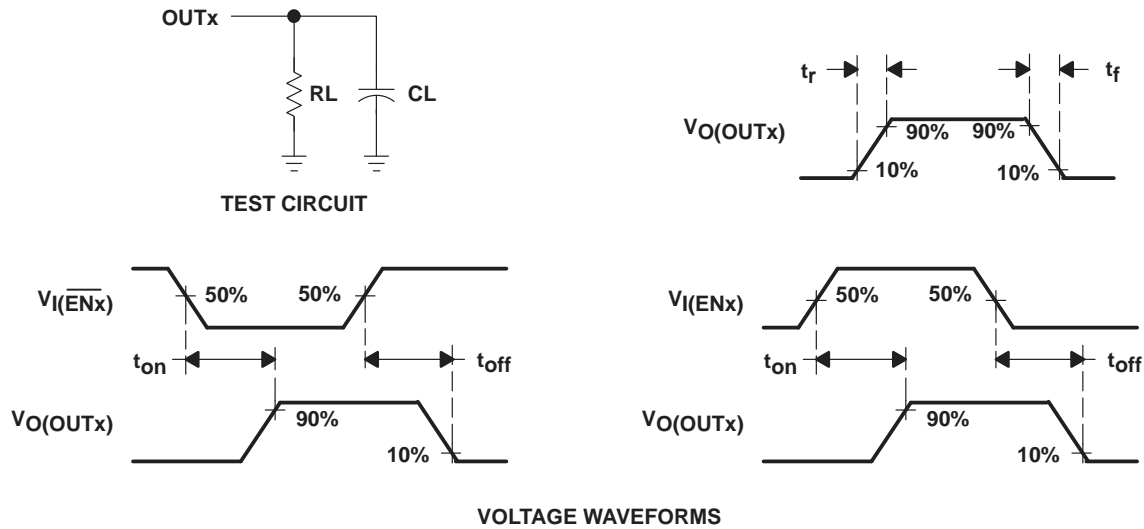 OUTx
RL
CL
TEST CIRCUIT
tr
tf
VO(OUTx)
90%
90%
10%
10%
VI(E̅N̅x̅)
50%
50%
ton
toff
VO(OUTx)
90%
10%
VI(ENx)
50%
50%
ton
toff
VO(OUTx)
90%
10%
VOLTAGE WAVEFORMS